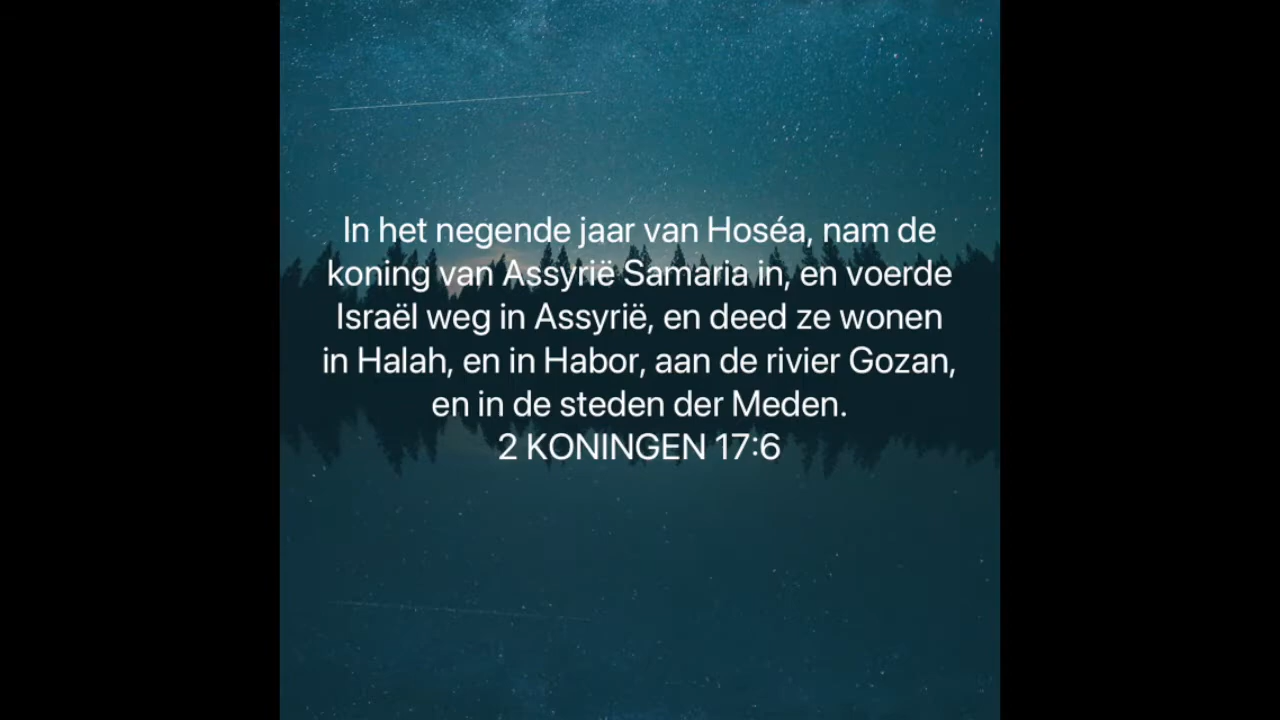 In het negende jaar van Hoséa, nam de
koning van Assyrië Samaria in, en voerde
Israël weg in Assyrië, en deed ze wonen
in Halah, en in Habor, aan de rivier Gozan,
en in de steden der Meden.
2 KONINGEN 17:6